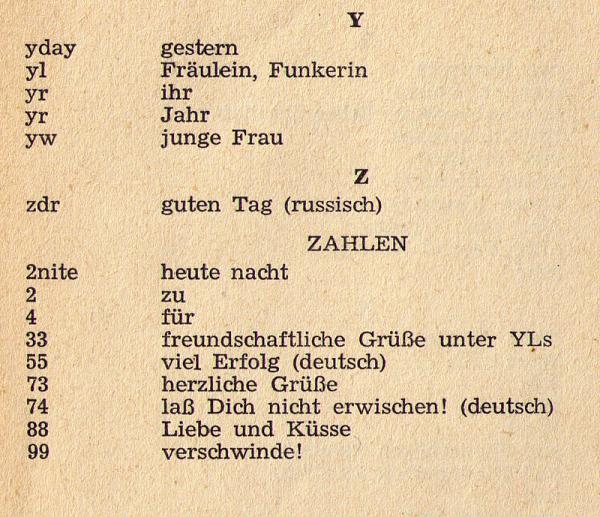 Y
yday gestern
yl Fräulein, Funkerin
yr ihr
yr Jahr
yw junge Frau
Z
zdr guten Tag (russisch)
ZAHLEN
2nite heute nacht
2 zu
4 für
33 freundschaftliche Grüße unter YLs
55 viel Erfolg (deutsch)
73 herzliche Grüße
74 laß Dich nicht erwischen! (deutsch)
88 Liebe und Küsse
99 verschwinde!